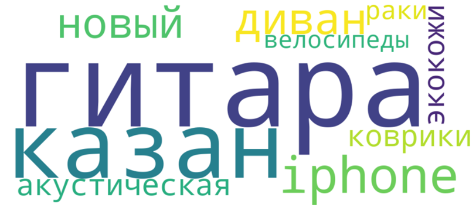 новый
диван
раки
велосипеды
экокожи
гитара
казан
коврики
iphone
акустическая